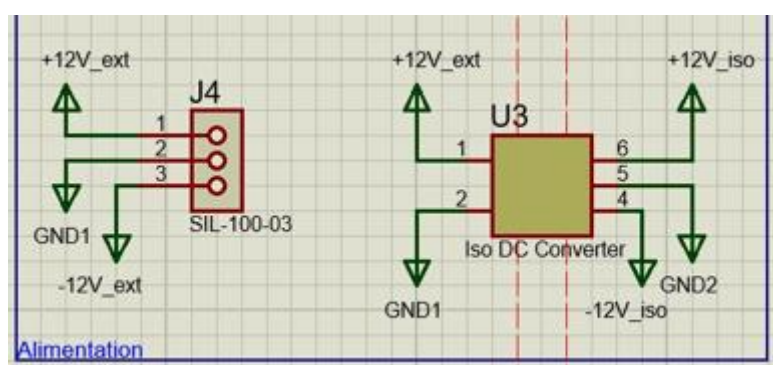 +12V_ext
J4
1
2
3
GND1
SIL-100-03
-12V_ext
+12V_ext
+12V_iso
U3
1
6
5
2
4
Iso DC Converter
GND1
-12V_iso
GND2
Alimentation